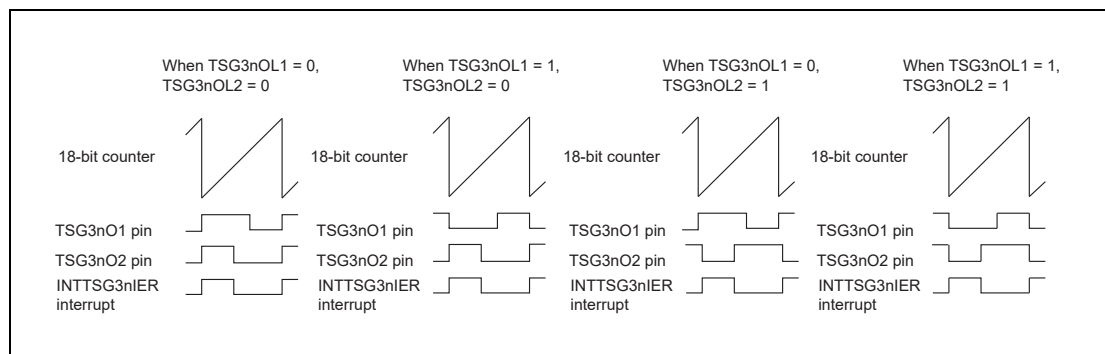 When TSG3nOL1 = 0,
TSG3nOL2 = 0
When TSG3nOL1 = 1,
TSG3nOL2 = 0
When TSG3nOL1 = 0,
TSG3nOL2 = 1
When TSG3nOL1 = 1,
TSG3nOL2 = 1
18-bit counter
18-bit counter
18-bit counter
18-bit counter
TSG3nO1 pin
TSG3nO1 pin
TSG3nO1 pin
TSG3nO1 pin
TSG3nO2 pin
TSG3nO2 pin
TSG3nO2 pin
TSG3nO2 pin
INTTSG3nIER
interrupt
INTTSG3nIER
interrupt
INTTSG3nIER
interrupt
INTTSG3nIER
interrupt